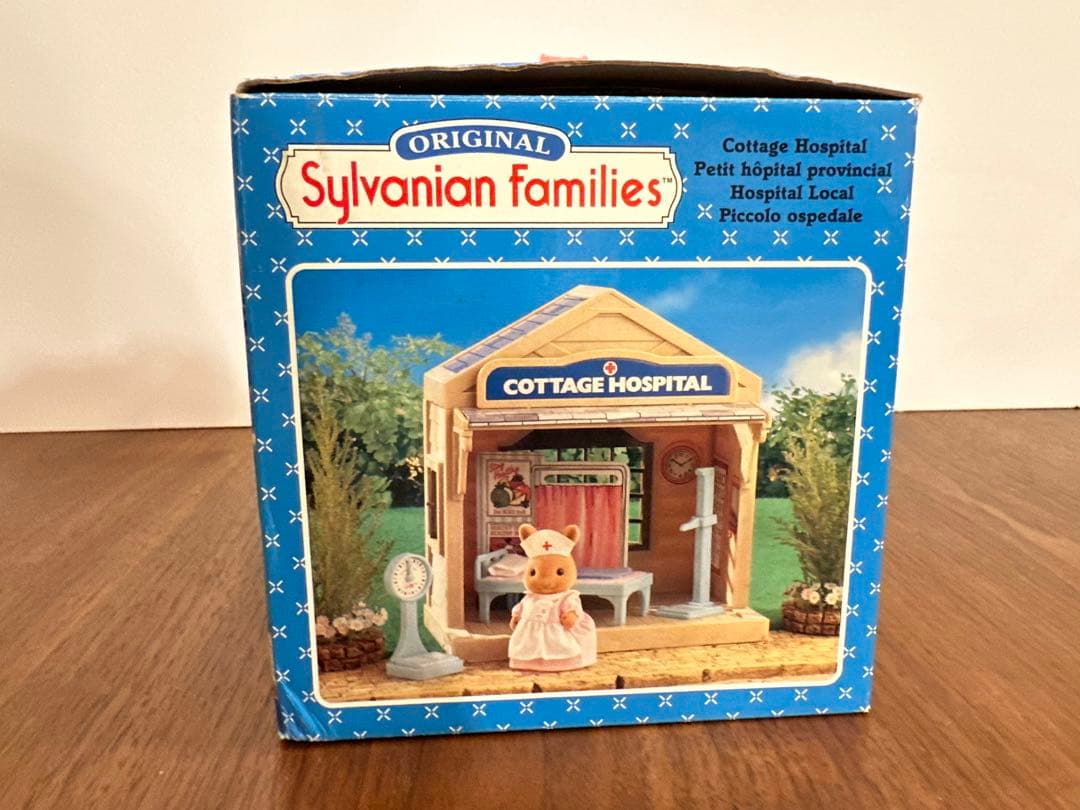 ORIGINAL
Sylvanian Families™
Cottage Hospital
Petit hôpital provincial
Hospital Local
Piccolo ospedale
COTTAGE HOSPITAL